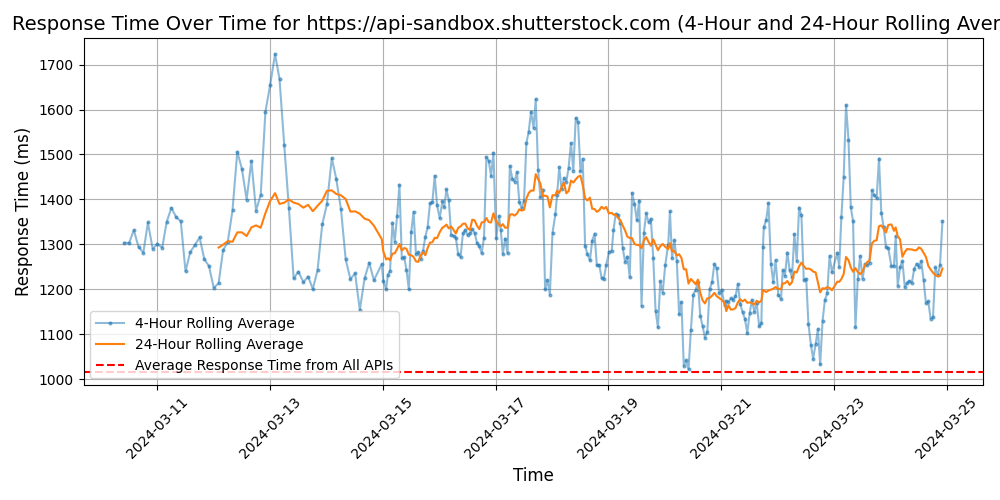 Response Time Over Time for https://api-sandbox.shutterstock.com (4-Hour and 24-Hour Rolling Aver
Response Time (ms)
1700
1600
1500
1400
1300
1200
1100
1000
4-Hour Rolling Average
24-Hour Rolling Average
Average Response Time from All APIs
2024-03-11
2024-03-13
2024-03-15
2024-03-17
2024-03-19
2024-03-21
2024-03-23
2024-03-25
Time